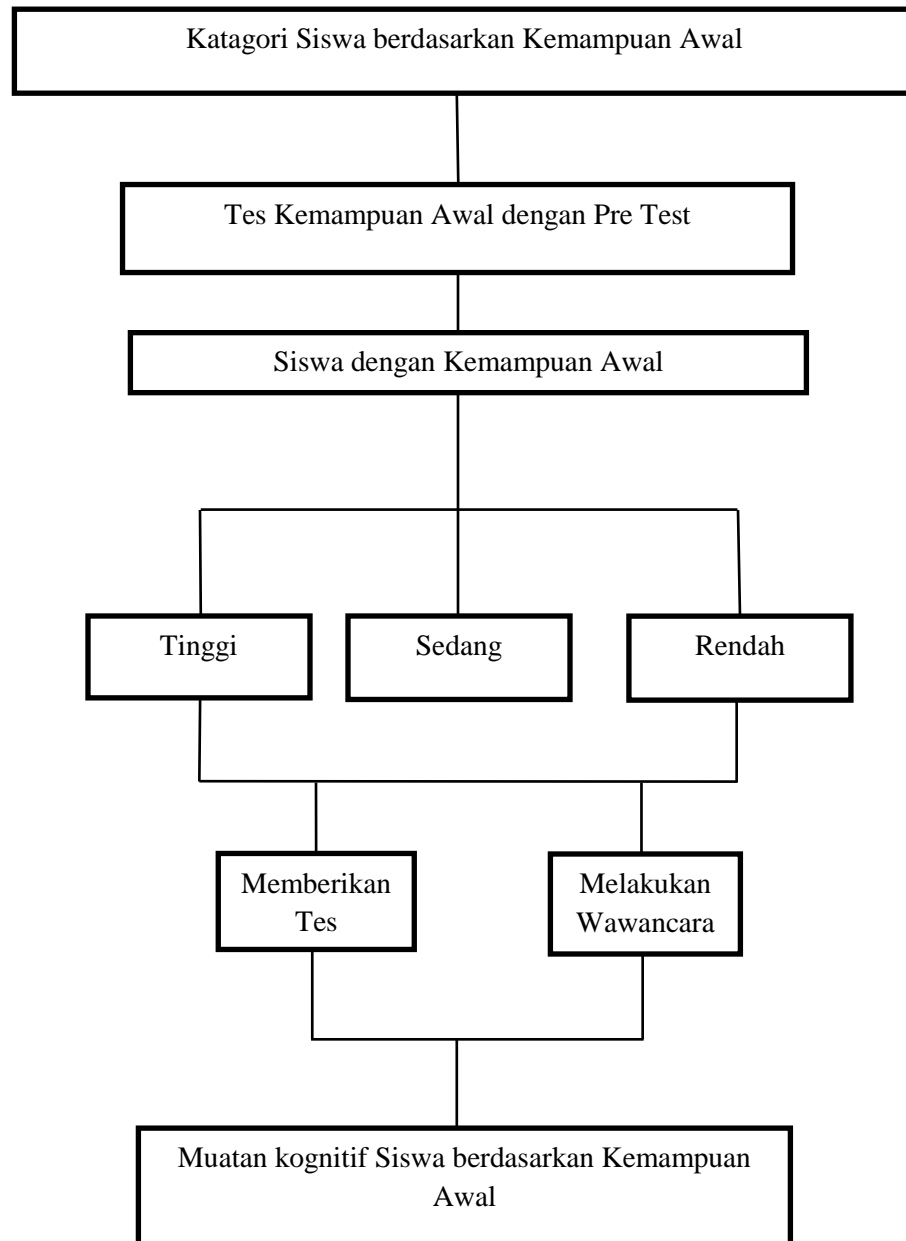 Katagori Siswa berdasarkan Kemampuan Awal
Tes Kemampuan Awal dengan Pre Test
Siswa dengan Kemampuan Awal
Tinggi
Sedang
Rendah
Memberikan
Tes
Melakukan
Wawancara
Muatan kognitif Siswa berdasarkan Kemampuan
Awal